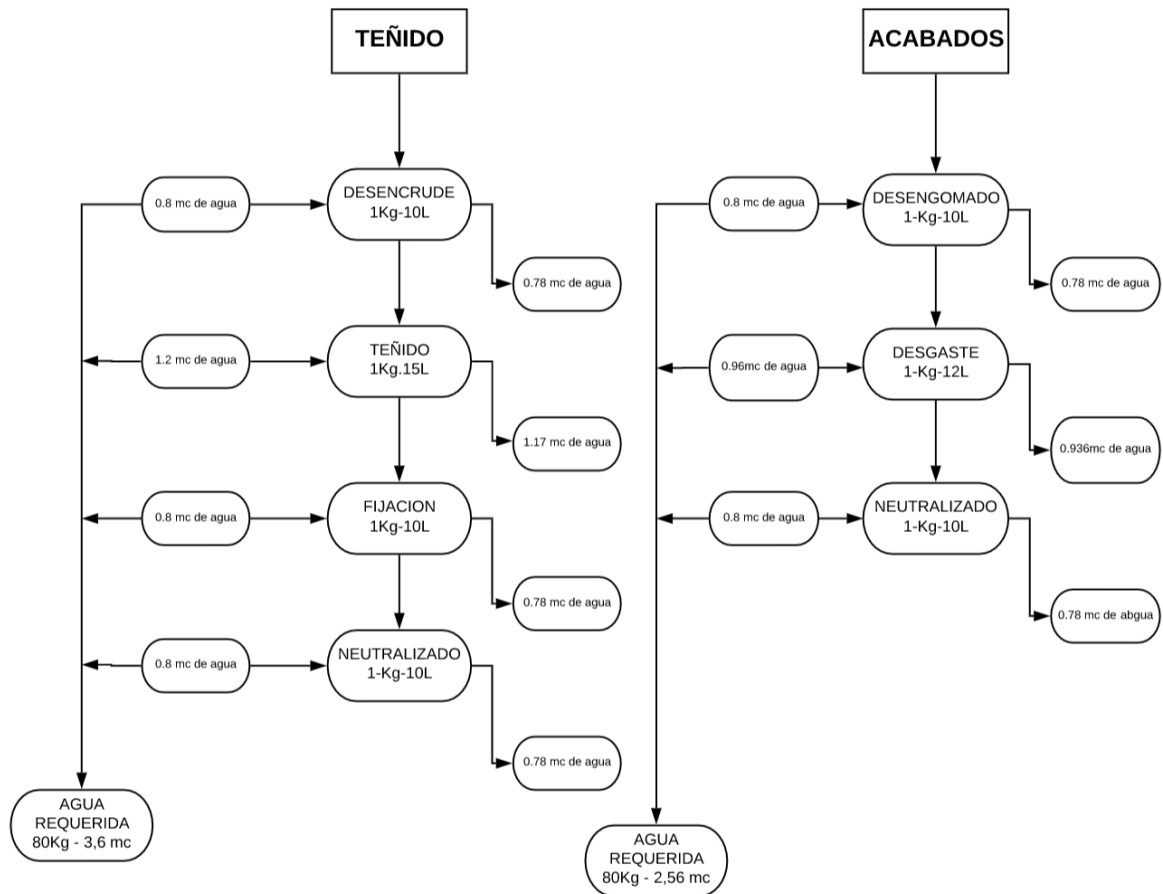 TEÑIDO
DESENCRUDE
1Kg-10L
0.8 mc de agua
0.78 mc de agua
TEÑIDO
1Kg.15L
1.2 mc de agua
1.17 mc de agua
FIJACION
1Kg-10L
0.8 mc de agua
0.78 mc de agua
NEUTRALIZADO
1-Kg-10L
0.8 mc de agua
0.78 mc de agua
AGUA
REQUERIDA
80Kg - 3,6 mc
ACABADOS
DESENGOMADO
1-Kg-10L
0.8 mc de agua
0.78 mc de agua
DESGASTE
1-Kg-12L
0.96mc de agua
0.936mc de agua
NEUTRALIZADO
1-Kg-10L
0.8 mc de agua
0.78 mc de abgua
AGUA
REQUERIDA
80Kg - 2,56 mc